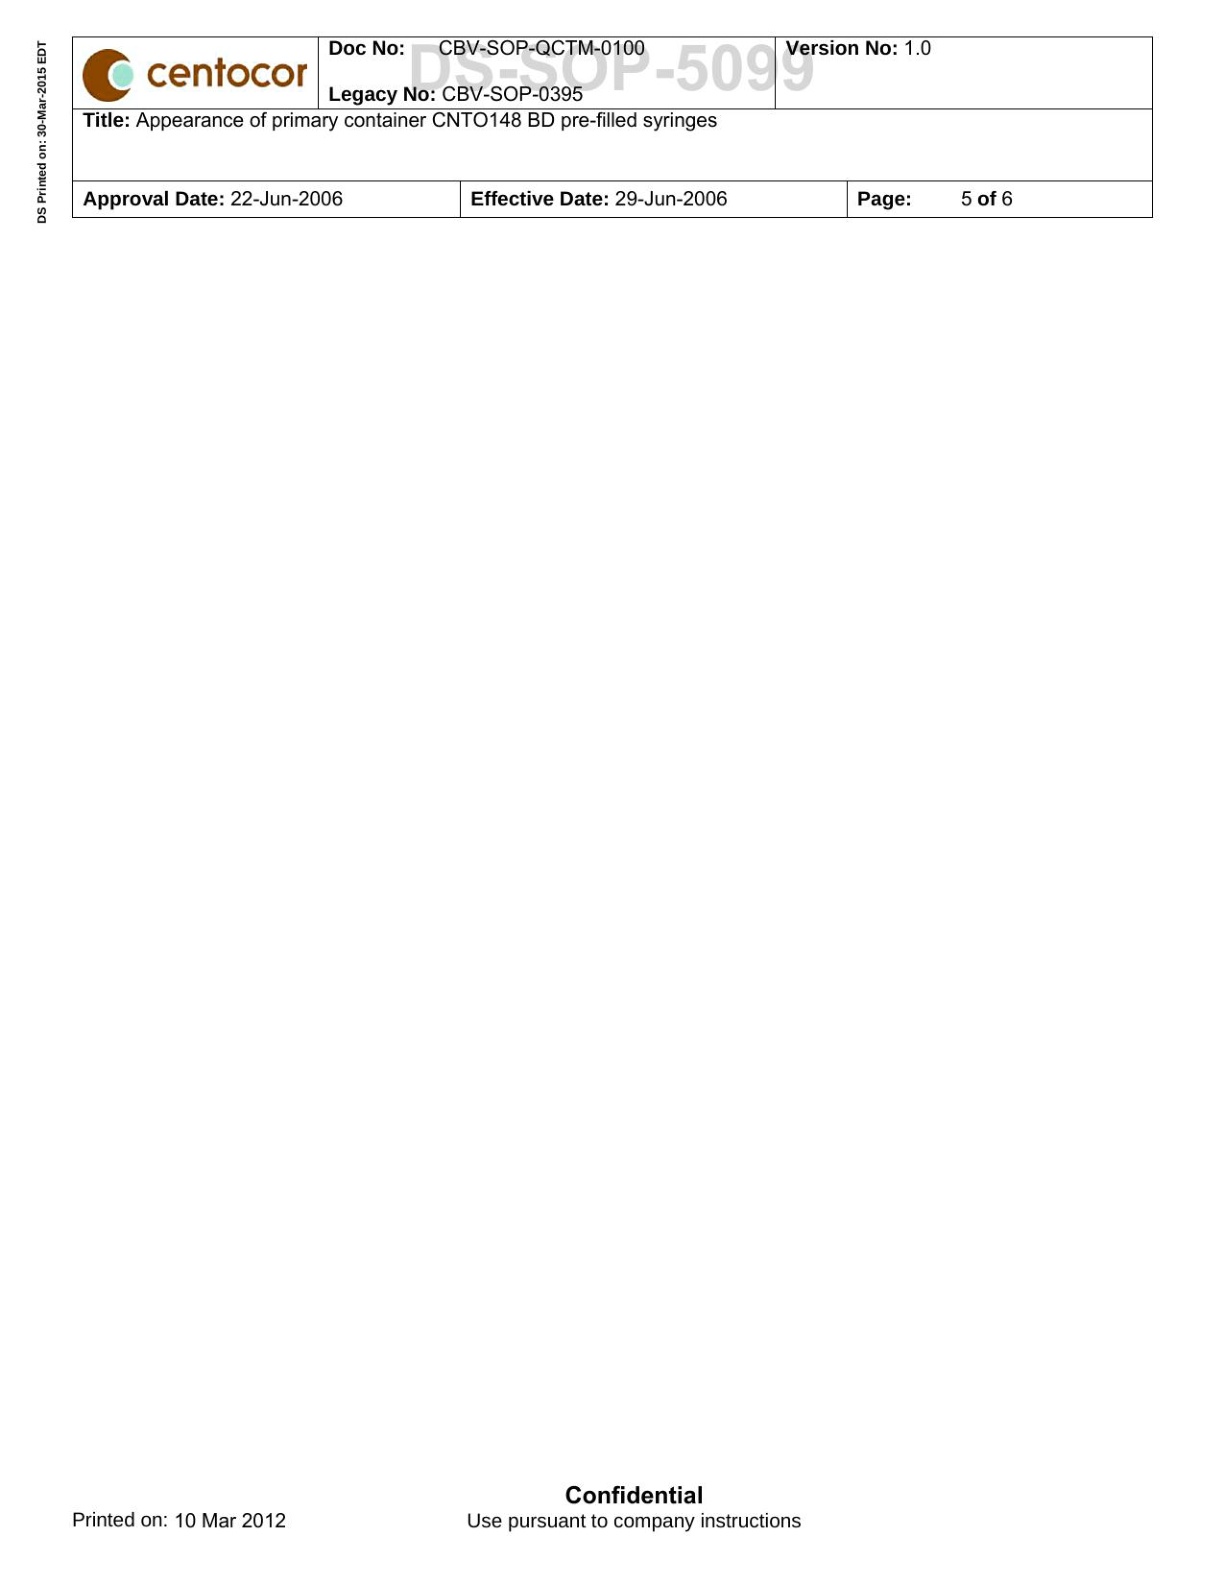 DS Printed on: 30-Mar-2015 EDT
centocor
Doc No: CBV-SOP-QCTM-0100
DS-SOP-5099
Legacy No: CBV-SOP-0395
Version No: 1.0
Title: Appearance of primary container CNTO148 BD pre-filled syringes
Approval Date: 22-Jun-2006
Effective Date: 29-Jun-2006
Page: 5 of 6
Confidential
Printed on: 10 Mar 2012
Use pursuant to company instructions